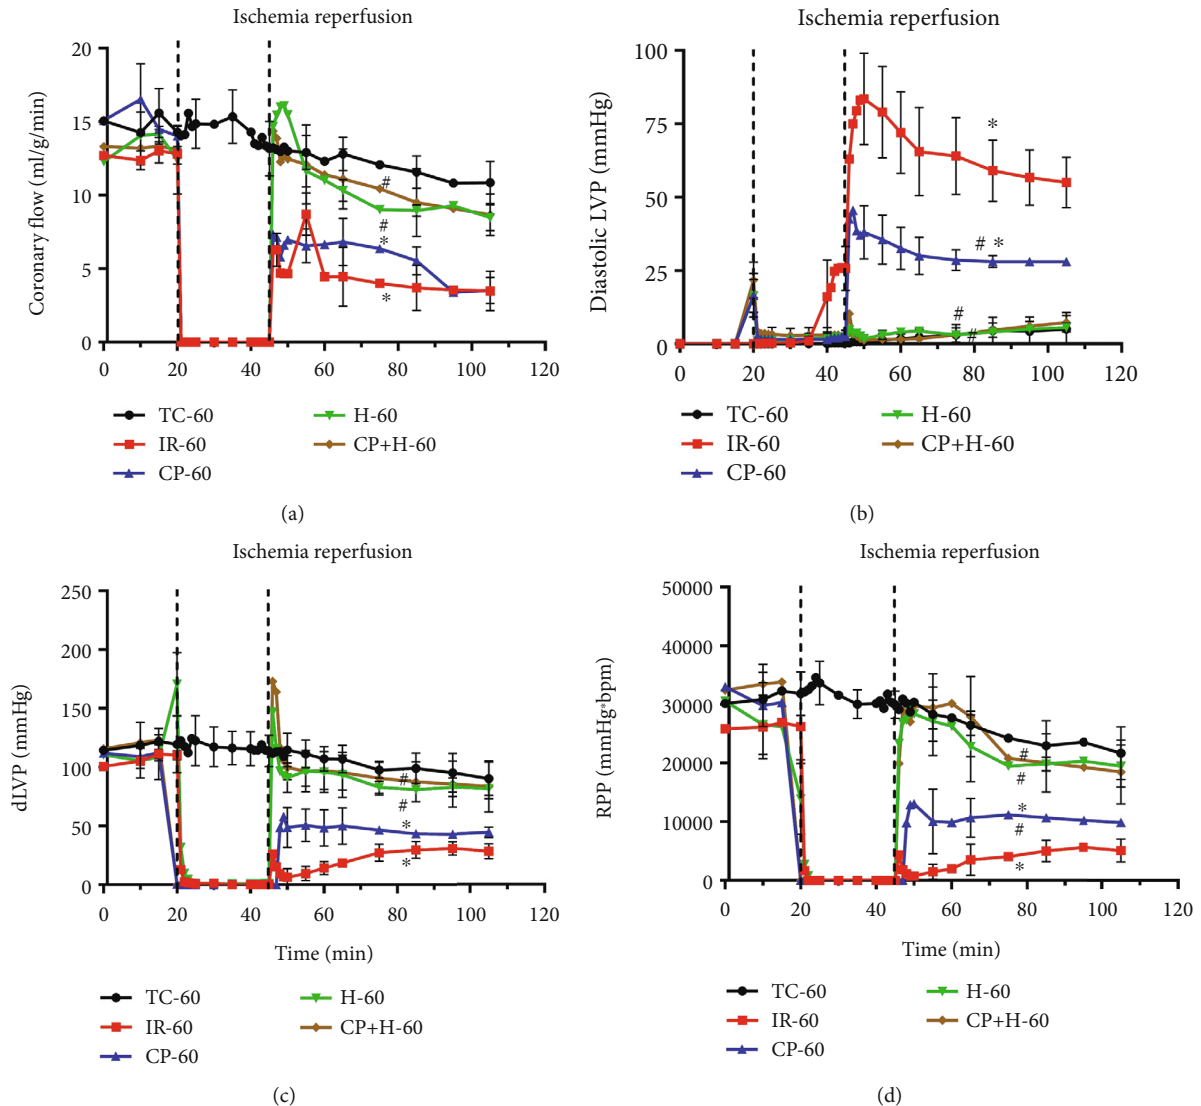 Ischemia reperfusion
Coronary flow (ml/g/min)
20
15
10
5
0
0 20 40 60 80 100 120
#
#
*
*
TC-60 H-60
IR-60 CP+H-60
CP-60
(a)
Ischemia reperfusion
Diastolic LVP (mmHg)
100
75
50
25
0
0 20 40 60 80 100 120
*
# *
#
#
TC-60 H-60
IR-60 CP+H-60
CP-60
(b)
Ischemia reperfusion
dLVP (mmHg)
250
200
150
100
50
0
0 20 40 60 80 100 120
#
#
*
*
Time (min)
TC-60 H-60
IR-60 CP+H-60
CP-60
(c)
Ischemia reperfusion
RPP (mmHg*bpm)
50000
40000
30000
20000
10000
0
0 20 40 60 80 100 120
#
#
*
#
*
Time (min)
TC-60 H-60
IR-60 CP+H-60
CP-60
(d)